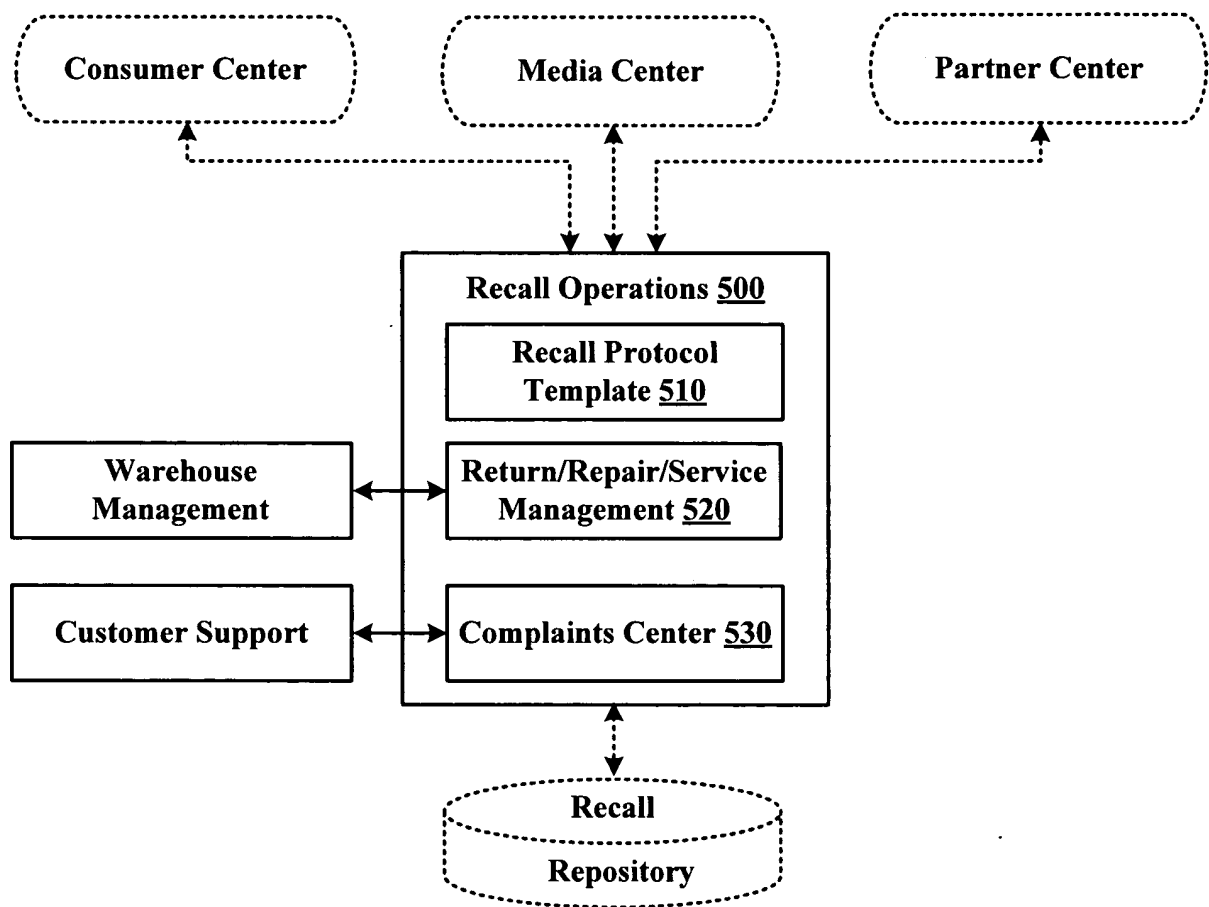 Consumer Center
Media Center
Partner Center
Recall Operations 500
Recall Protocol
Template 510
Warehouse
Management
Return/Repair/Service
Management 520
Customer Support
Complaints Center 530
Recall
Repository